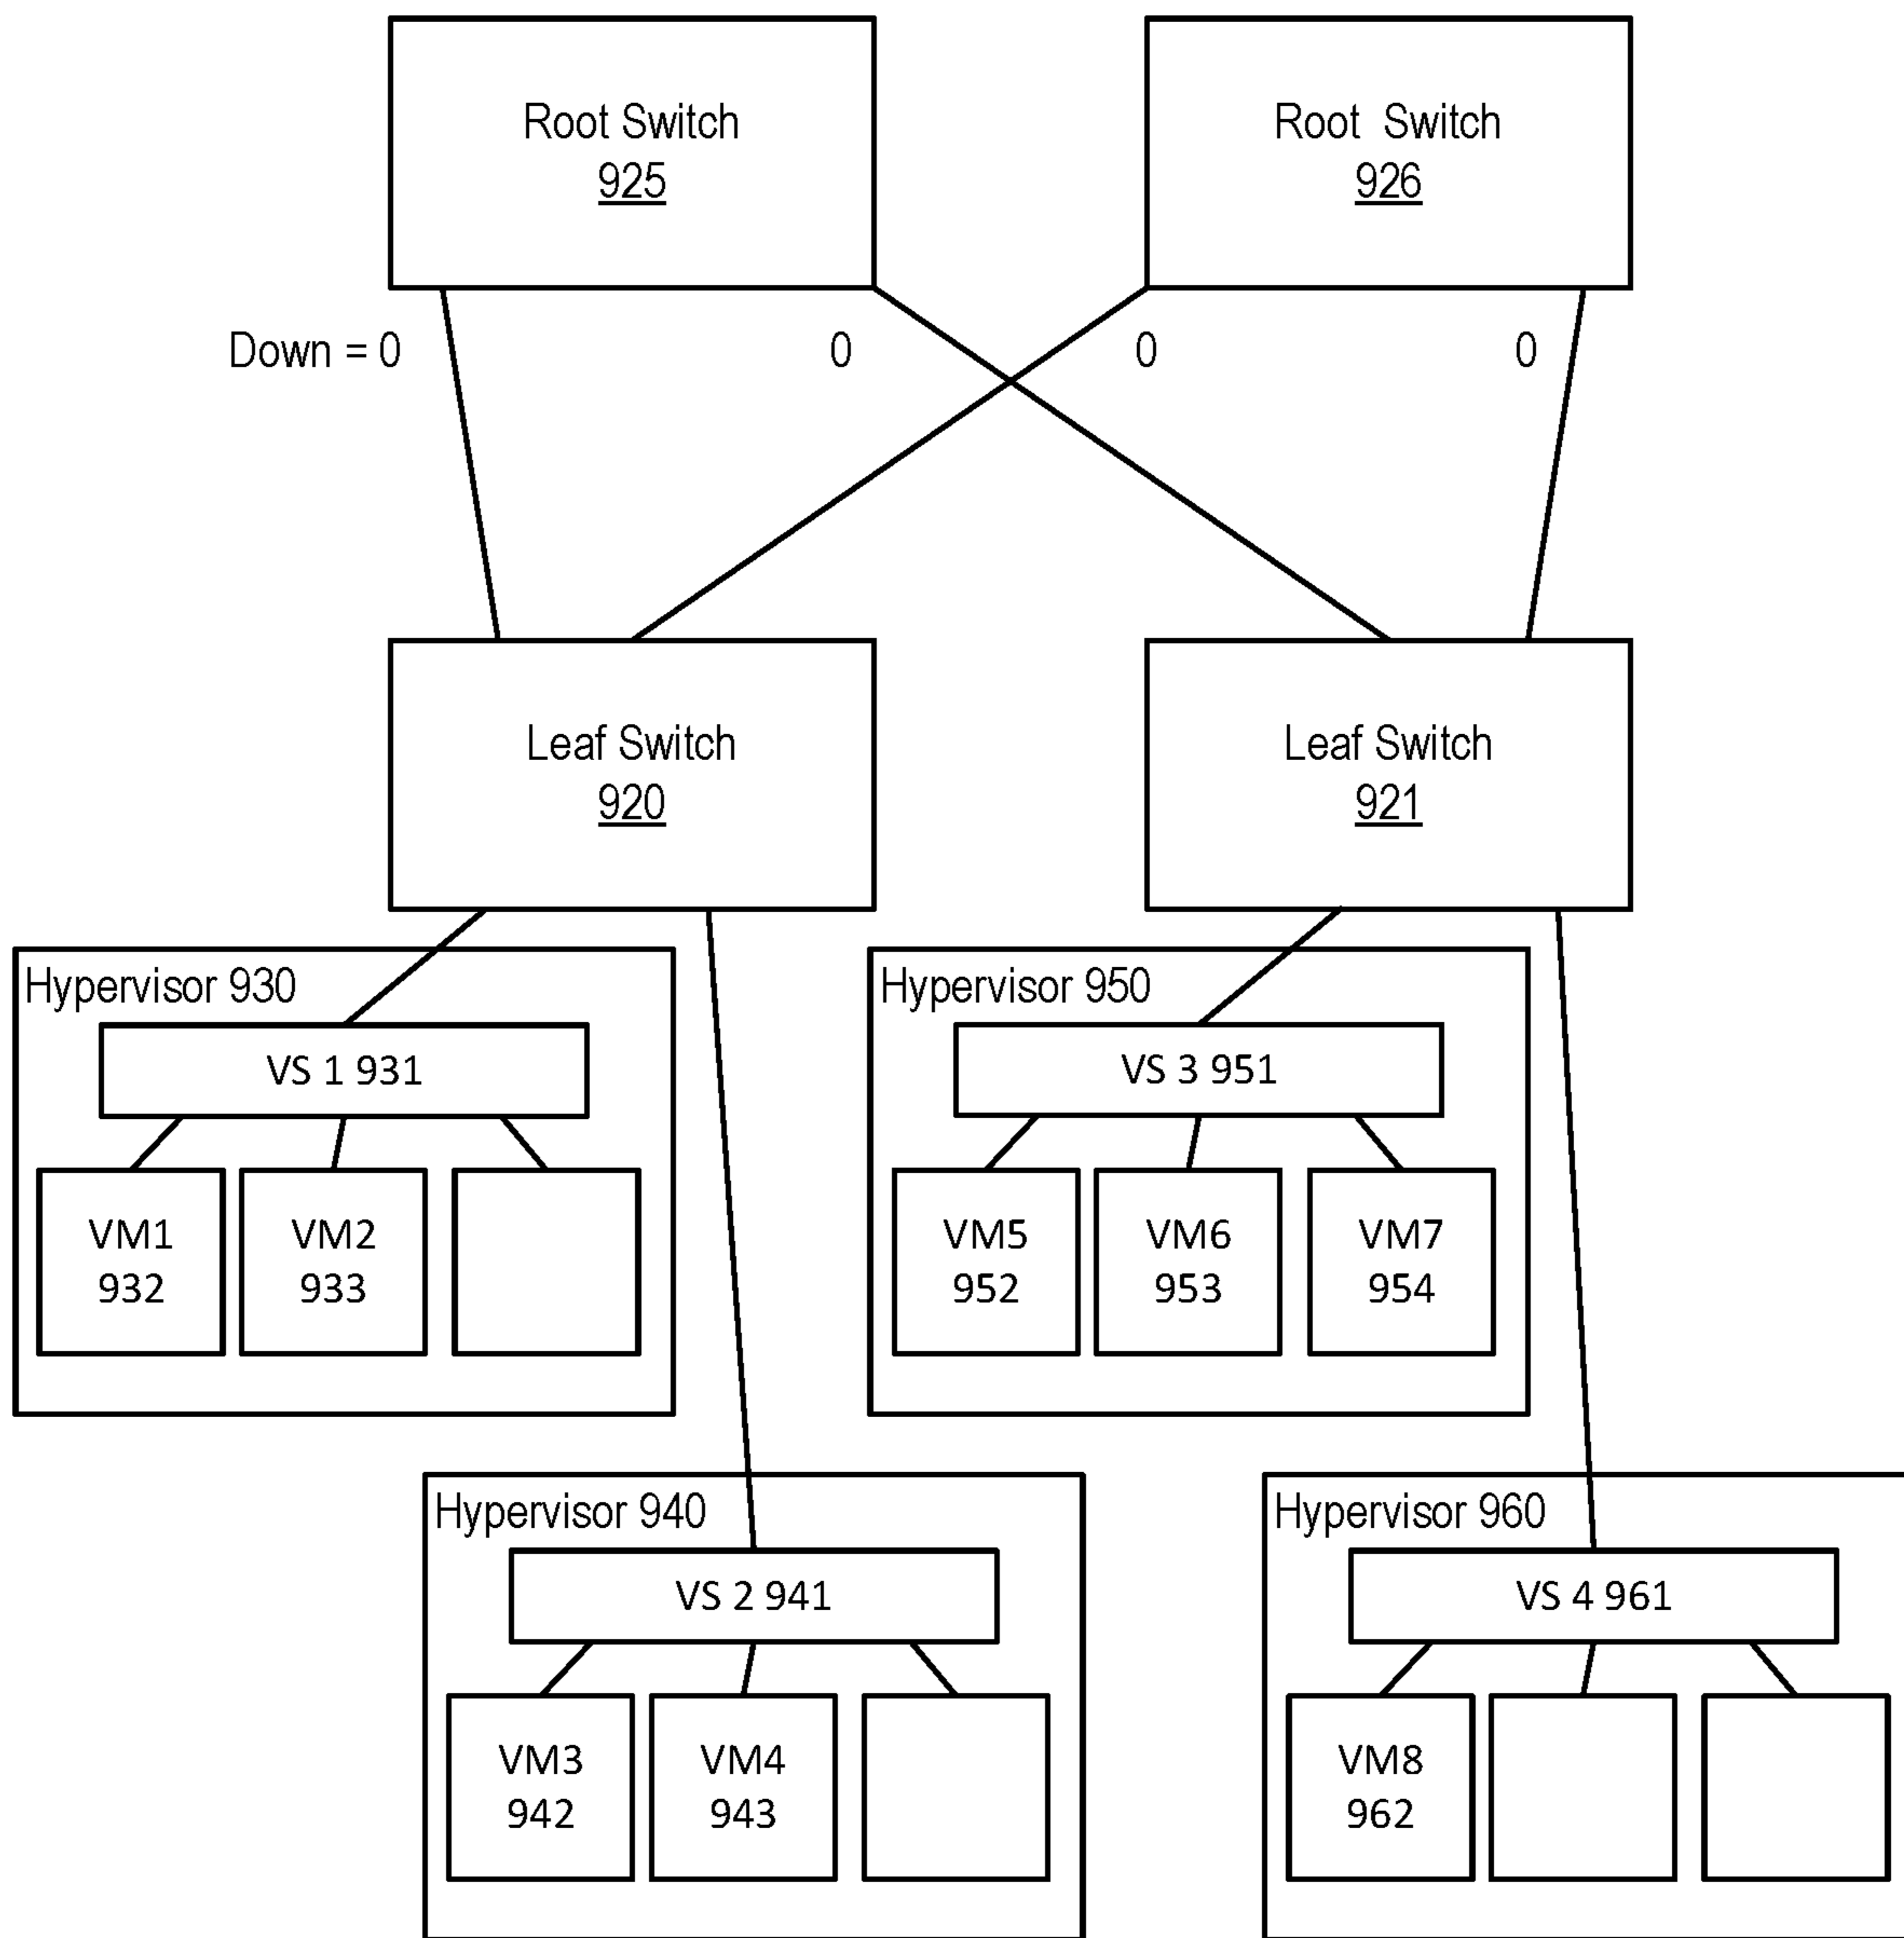 Root Switch
925
Root Switch
926
Down = 0
0
0
0
Leaf Switch
920
Leaf Switch
921
Hypervisor 930
VS 1 931
VM1
932
VM2
933
Hypervisor 950
VS 3 951
VM5
952
VM6
953
VM7
954
Hypervisor 940
VS 2 941
VM3
942
VM4
943
Hypervisor 960
VS 4 961
VM8
962